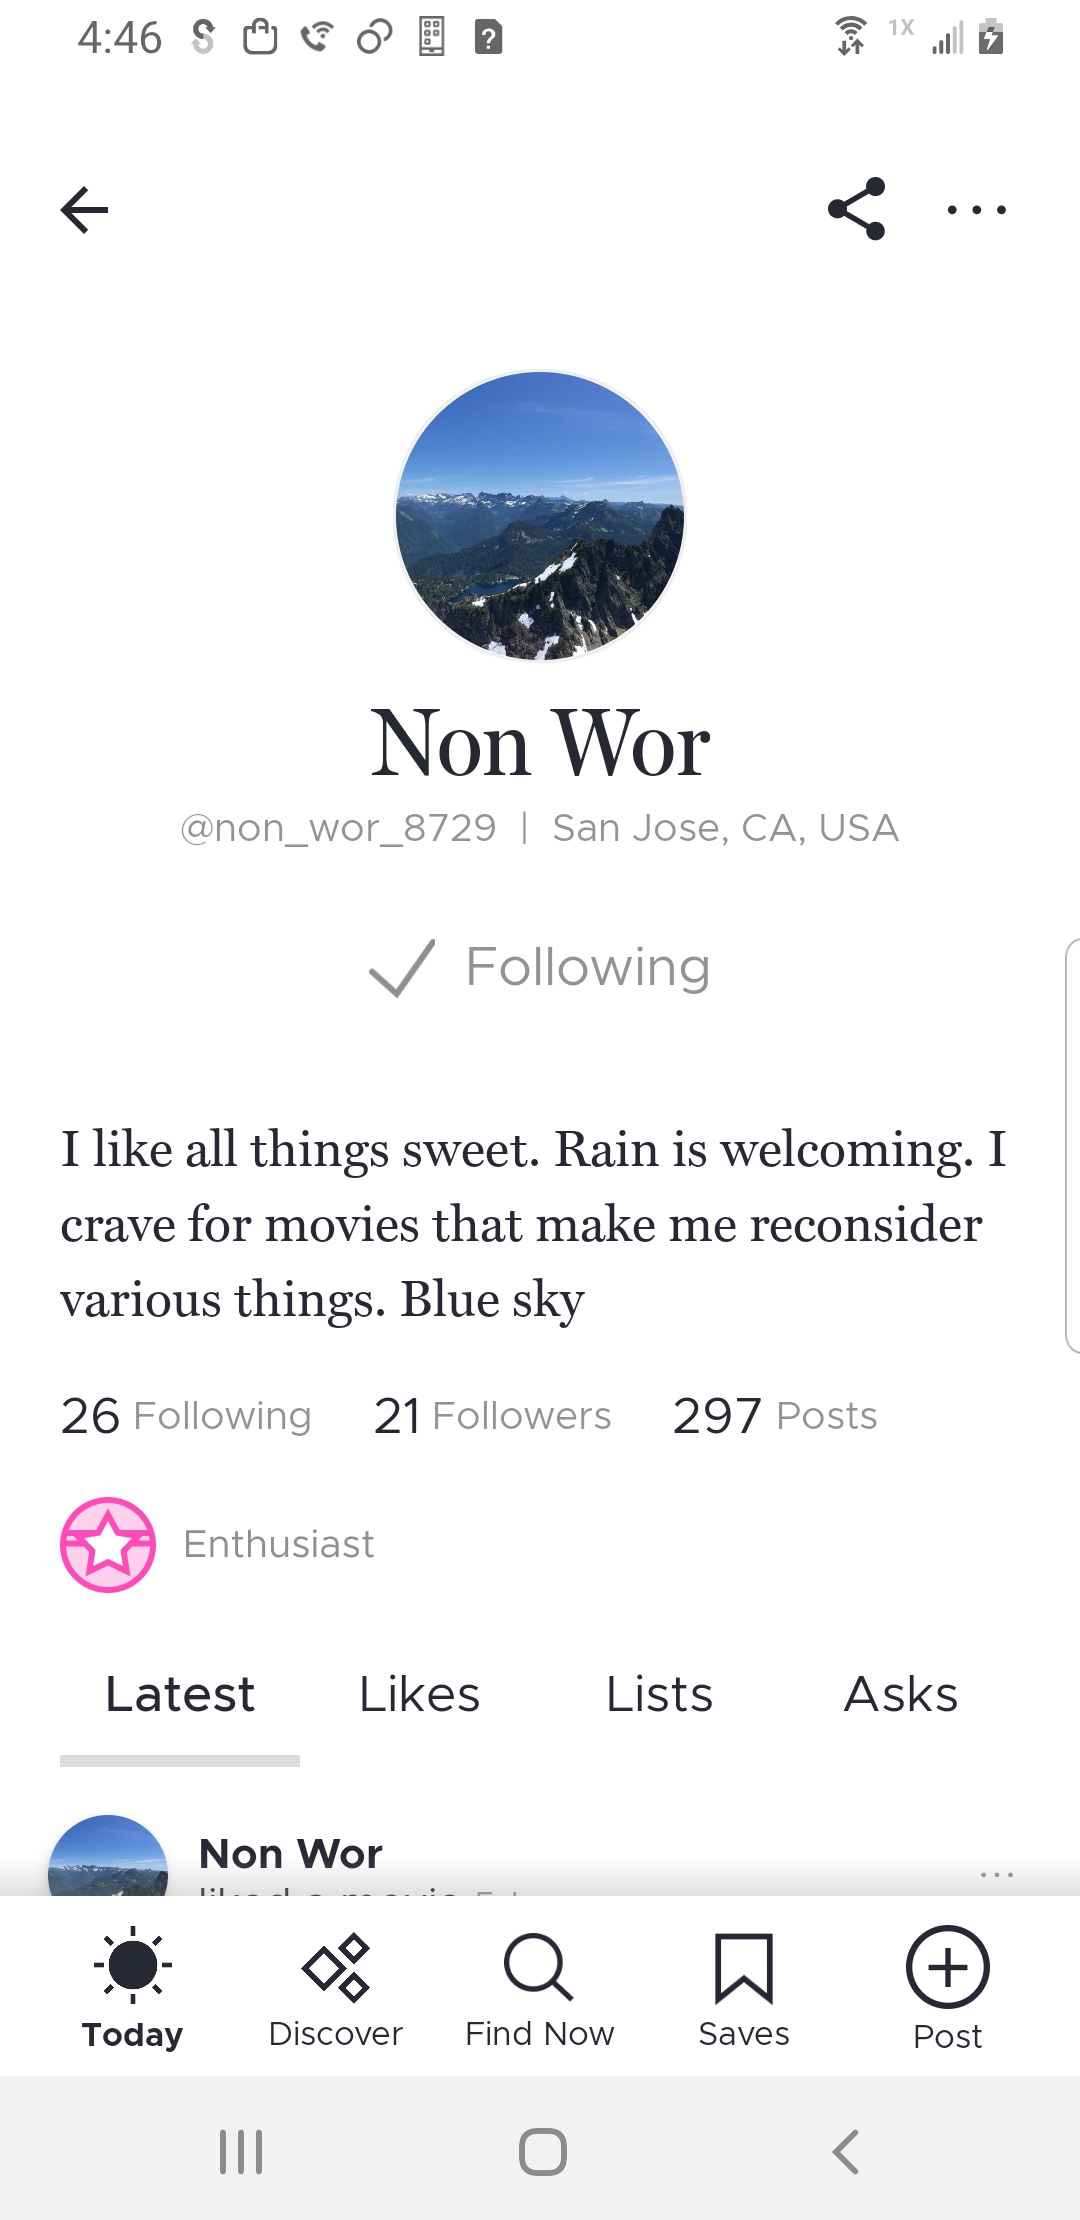 4:46 1X
Non Wor
@non_wor_8729 | San Jose, CA, USA
Following
I like all things sweet. Rain is welcoming. I
crave for movies that make me reconsider
various things. Blue sky
26 Following 21 Followers 297 Posts
Enthusiast
Latest Likes Lists Asks
Non Wor
liked a movie
Today Discover Find Now Saves Post